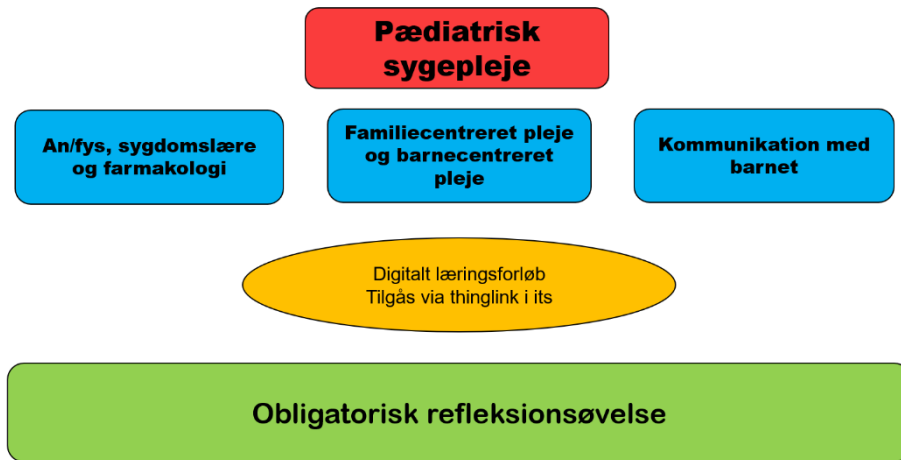 Pædiatrisk
sygepleje
An/fys, sygdomslære
og farmakologi
Familiecentreret pleje
og barnecentreret
pleje
Kommunikation med
barnet
Digitalt læringsforløb
Tilgås via thinglink i its
Obligatorisk refleksionsøvelse